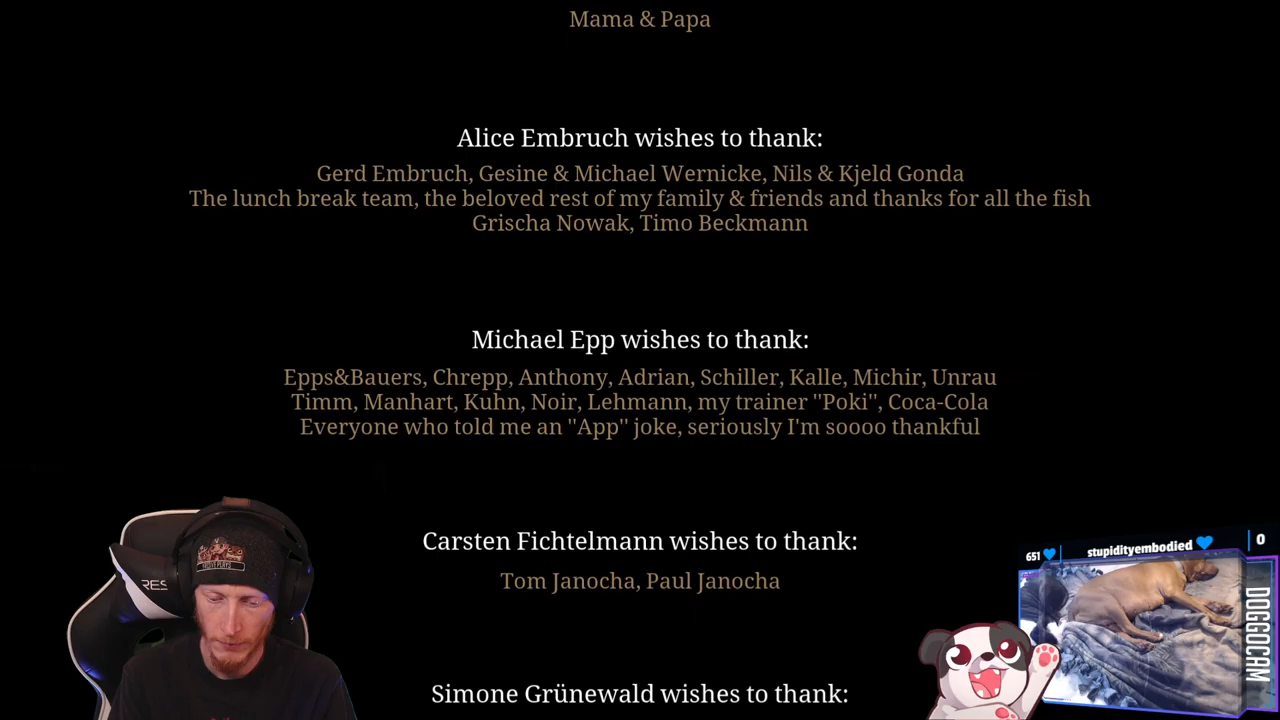 Mama & Papa
Alice Embruch wishes to thank:
Gerd Embruch, Gesine & Michael Wernicke, Nils & Kjeld Gonda
The lunch break team, the beloved rest of my family & friends and thanks for all the fish
Grischa Nowak, Timo Beckmann
Michael Epp wishes to thank:
Epps&Bauers, Chrepp, Anthony, Adrian, Schiller, Kalle, Michir, Unrau
Timm, Manhart, Kuhn, Noir, Lehmann, my trainer "Poki", Coca-Cola
Everyone who told me an "App" joke, seriously I'm soooo thankful
Carsten Fichtelmann wishes to thank:
Tom Janocha, Paul Janocha
Simone Grünewald wishes to thank:
RES
651
stupidityembodied
0
DOGGOCAM